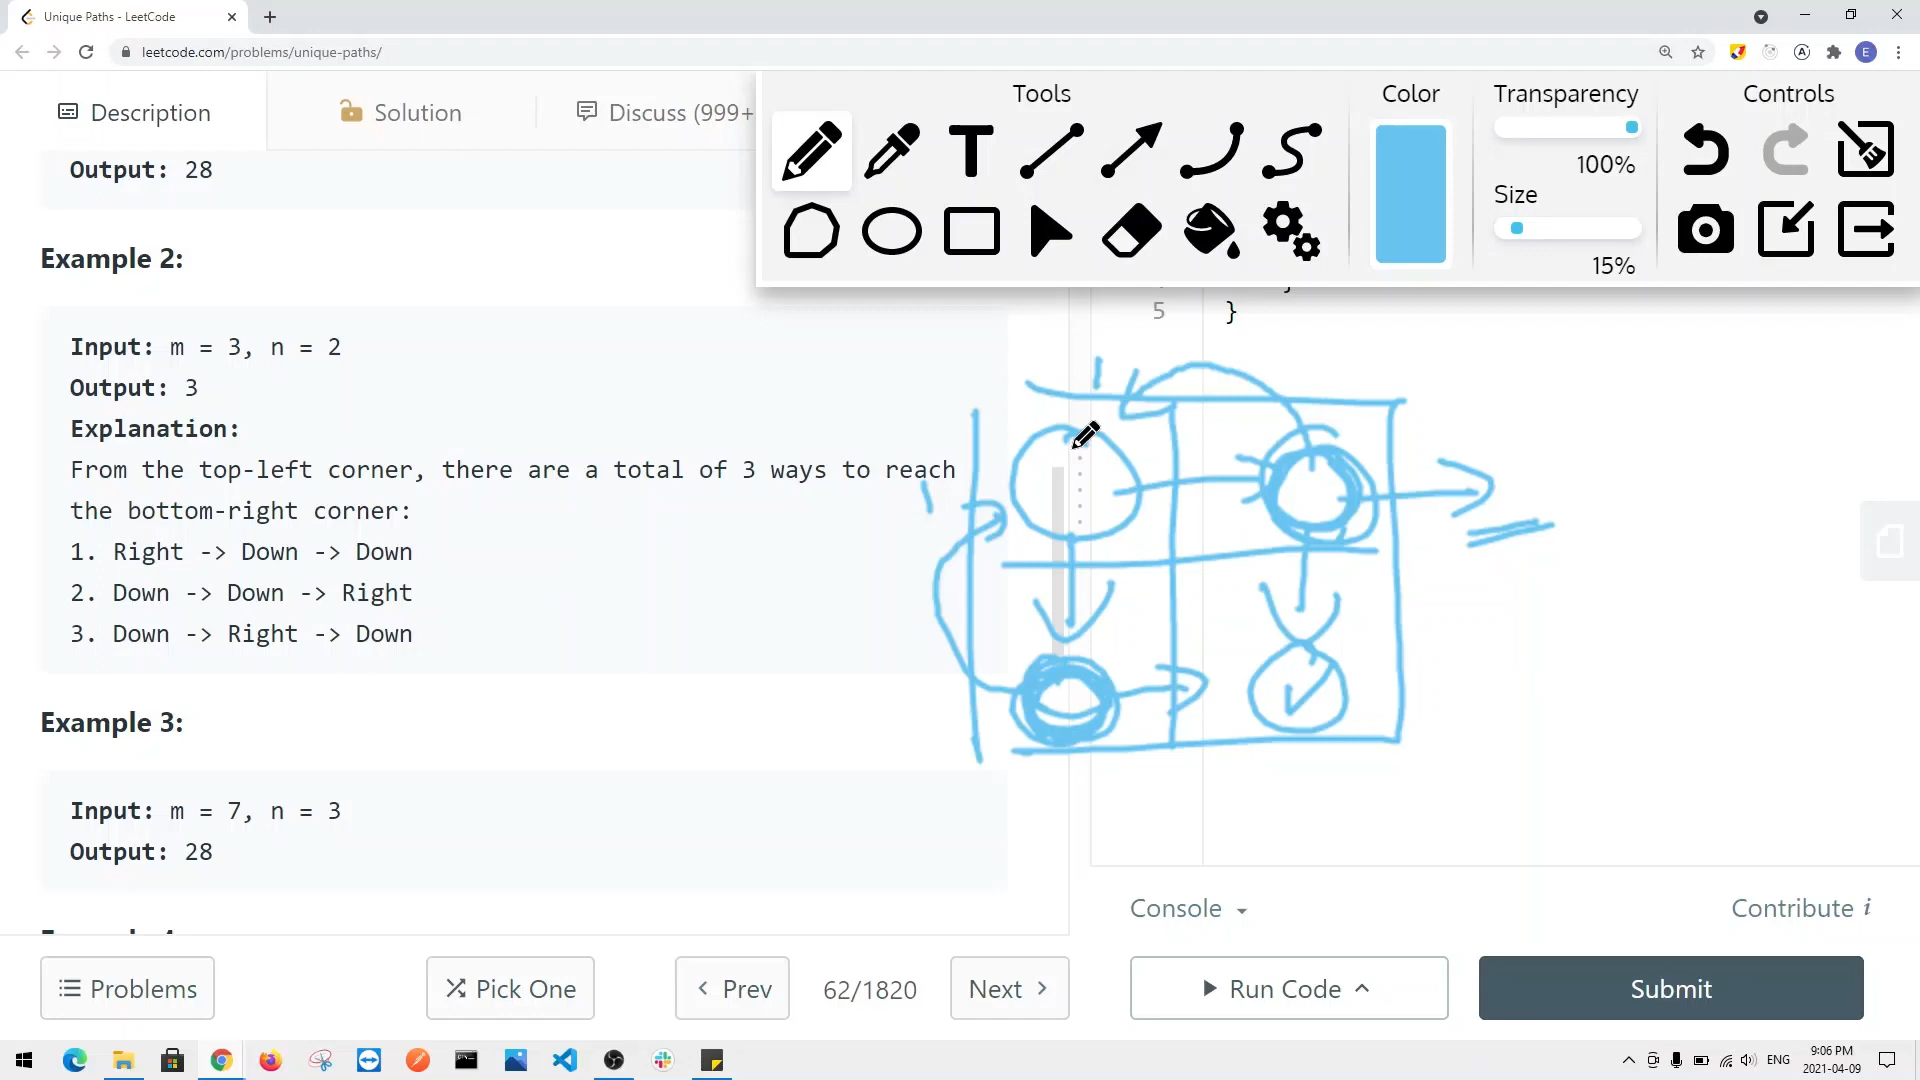 Unique Paths - LeetCode
leetcode.com/problems/unique-paths/
E
Description
Solution
Discuss (999+
Tools
Color
Transparency
Controls
100%
Size
15%
Output: 28
Example 2:
Input: m = 3, n = 2
Output: 3
Explanation:
From the top-left corner, there are a total of 3 ways to reach
the bottom-right corner:
1. Right -> Down -> Down
2. Down -> Down -> Right
3. Down -> Right -> Down
Example 3:
Input: m = 7, n = 3
Output: 28
5 }
1
1
Console
Contribute i
Problems
Pick One
Prev
62/1820
Next
Run Code
Submit
ENG
9:06 PM
2021-04-09